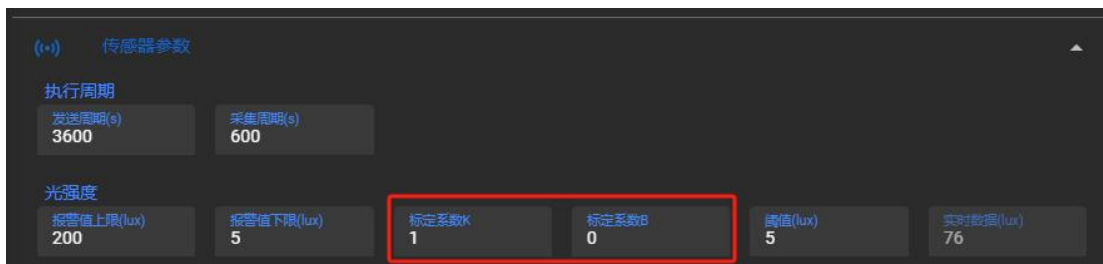 传感器参数
执行周期
发送周期(s) 采集周期(s)
3600 600
光强度
报警值上限(lux) 报警值下限(lux) 标定系数K 标定系数B 阈值(lux) 实时数据(lux)
200 5 1 0 5 76